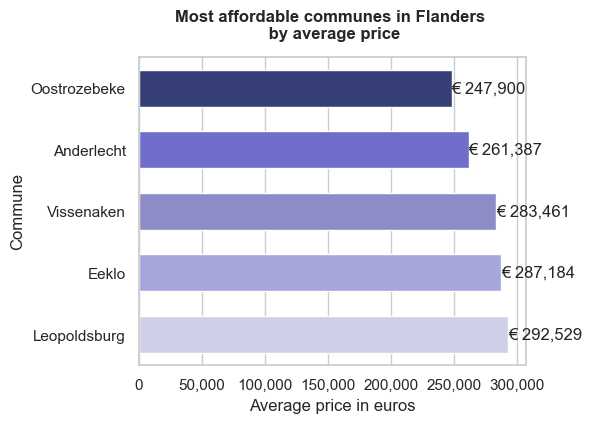 Most affordable communes in Flanders
by average price
Commune
Oostrozebeke
€ 247,900
Anderlecht
€ 261,387
Vissenaken
€ 283,461
Eeklo
€ 287,184
Leopoldsburg
€ 292,529
0 50,000 100,000 150,000 200,000 250,000 300,000
Average price in euros